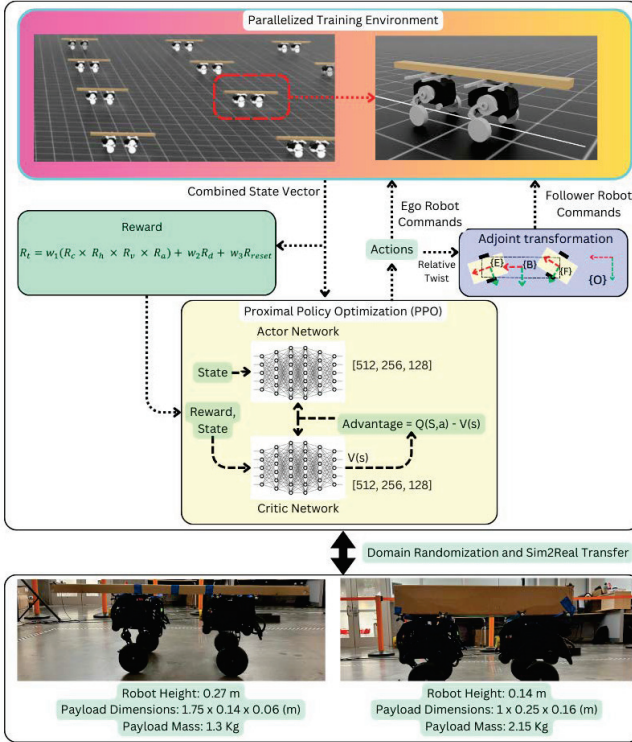 Parallelized Training Environment
Combined State Vector
Ego Robot
Commands
Follower Robot
Commands
Reward
R_t = w_1(R_c × R_h × R_v × R_a) + w_2R_d + w_3R_{reset}
Actions
Relative
Twist
Adjoint transformation
{E}
{B}
{F}
{O}
Proximal Policy Optimization (PPO)
Actor Network
State
[512, 256, 128]
Reward,
State
Advantage = Q(S,a) - V(s)
V(s)
[512, 256, 128]
Critic Network
Domain Randomization and Sim2Real Transfer
Robot Height: 0.27 m
Payload Dimensions: 1.75 x 0.14 x 0.06 (m)
Payload Mass: 1.3 Kg
Robot Height: 0.14 m
Payload Dimensions: 1 x 0.25 x 0.16 (m)
Payload Mass: 2.15 Kg